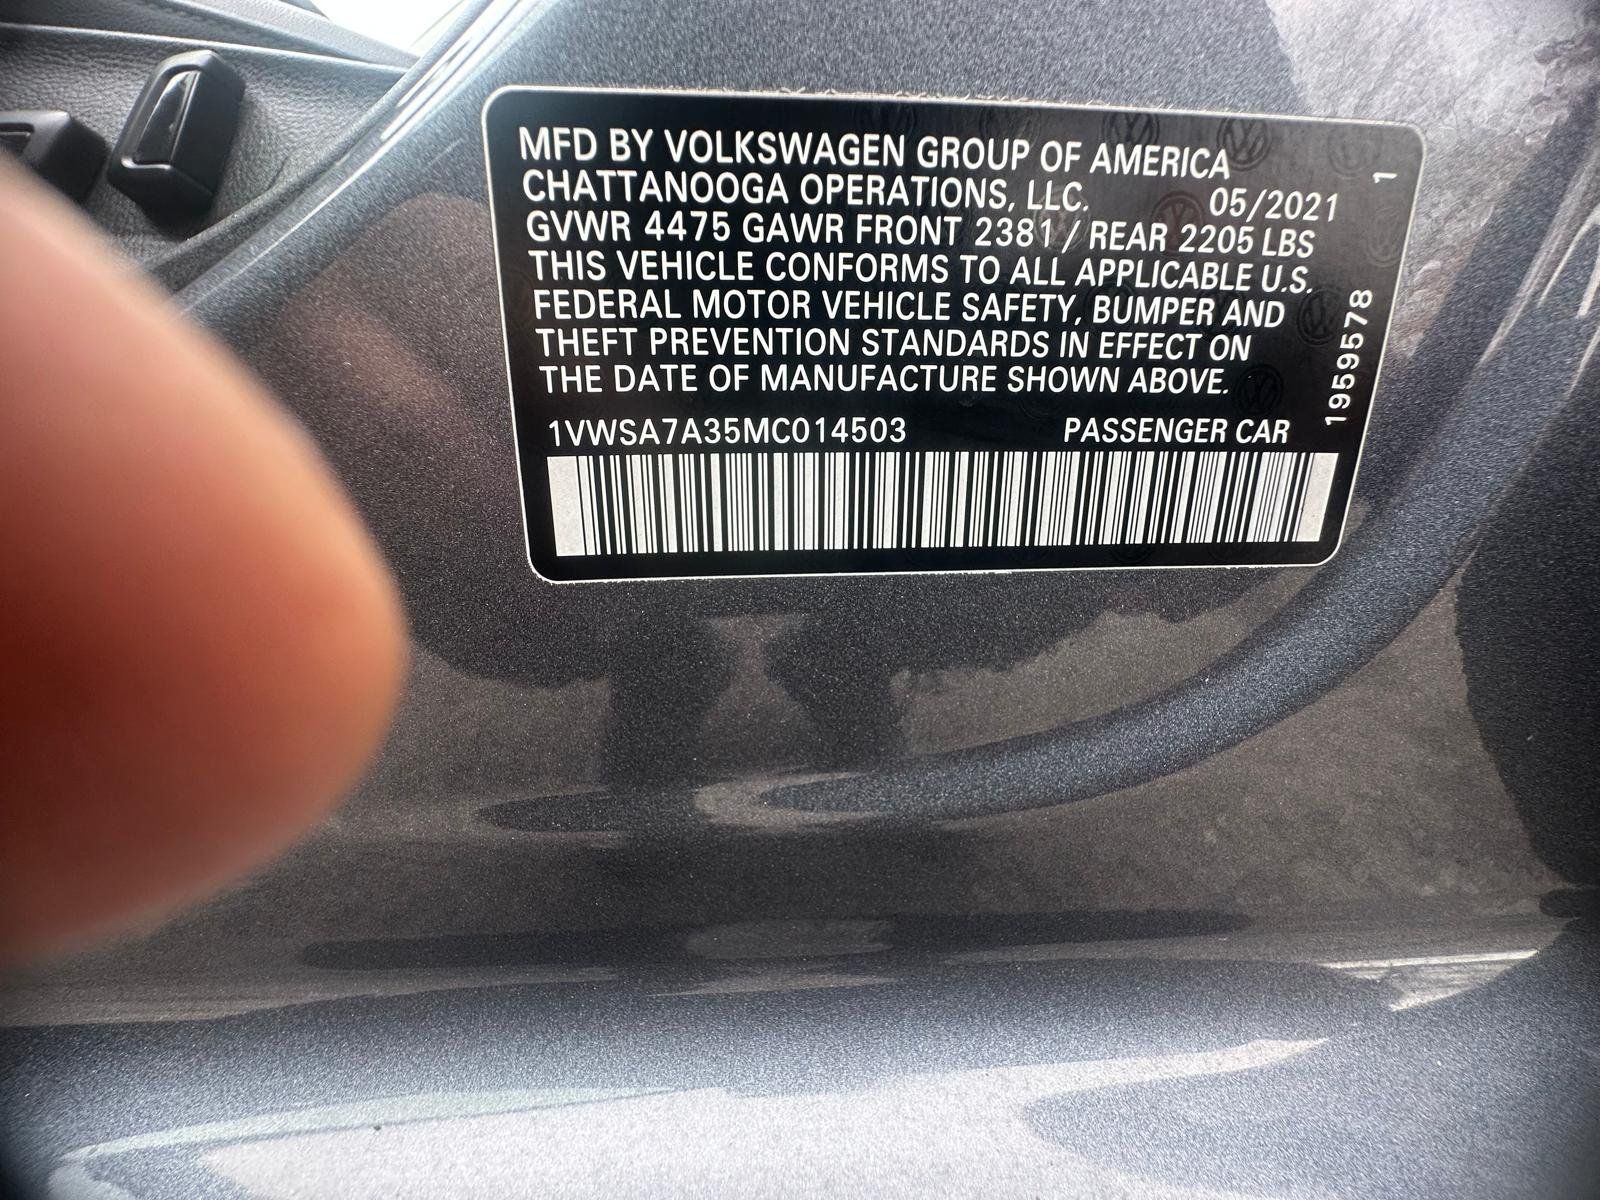 MFD BY VOLKSWAGEN GROUP OF AMERICA
CHATTANOOGA OPERATIONS, LLC. 05/2021
GVWR 4475 GAWR FRONT 2381 / REAR 2205 LBS
THIS VEHICLE CONFORMS TO ALL APPLICABLE U.S.
FEDERAL MOTOR VEHICLE SAFETY, BUMPER AND
THEFT PREVENTION STANDARDS IN EFFECT ON
THE DATE OF MANUFACTURE SHOWN ABOVE.
1VWSA7A35MC014503 PASSENGER CAR
1959578
1